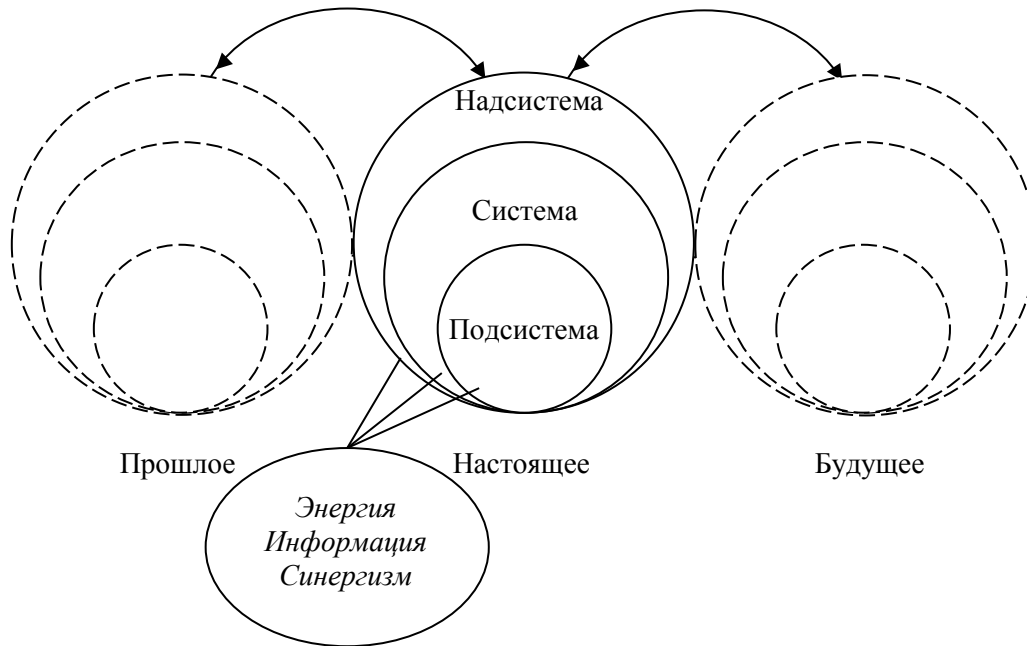 Надсистема
Система
Подсистема
Прошлое
Настоящее
Будущее
Энергия
Информация
Синергизм